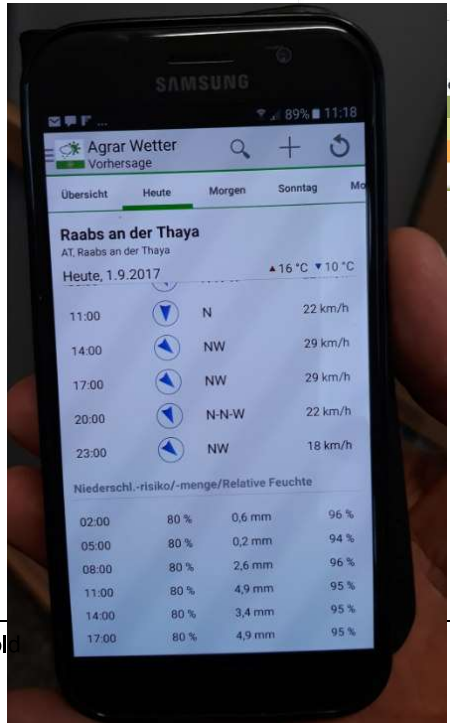 SAMSUNG
89% 11:18
Agrar Wetter
Vorhersage
Übersicht Heute Morgen Sonntag Mo
Raabs an der Thaya
AT, Raabs an der Thaya
Heute, 1.9.2017 ▲16 °C ▼10 °C
11:00 N 22 km/h
14:00 NW 29 km/h
17:00 NW 29 km/h
20:00 N-N-W 22 km/h
23:00 NW 18 km/h
Niederschl.-risiko/-menge/Relative Feuchte
02:00 80 % 0,6 mm 96 %
05:00 80 % 0,2 mm 94 %
08:00 80 % 2,6 mm 96 %
11:00 80 % 4,9 mm 95 %
14:00 80 % 3,4 mm 95 %
17:00 80 % 4,9 mm 95 %